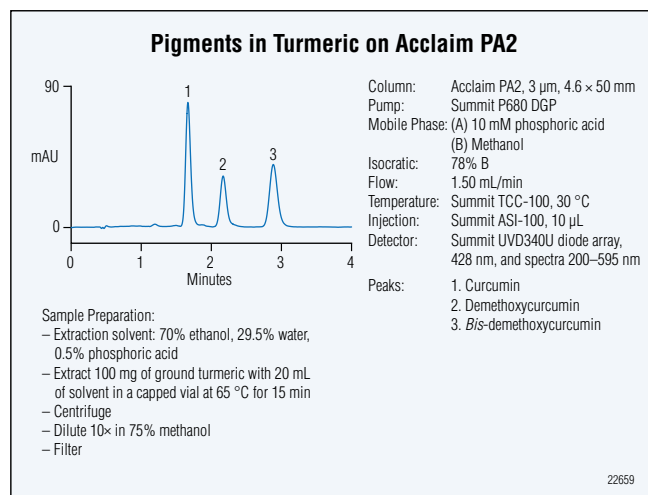 Pigments in Turmeric on Acclaim PA2
90
mAU
0
1
2
3
0
1
2
3
4
Minutes
Column: Acclaim PA2, 3 µm, 4.6 × 50 mm
Pump: Summit P680 DGP
Mobile Phase: (A) 10 mM phosphoric acid
(B) Methanol
Isocratic: 78% B
Flow: 1.50 mL/min
Temperature: Summit TCC-100, 30 °C
Injection: Summit ASI-100, 10 µL
Detector: Summit UVD340U diode array,
428 nm, and spectra 200–595 nm
Peaks: 1. Curcumin
2. Demethoxycurcumin
3. Bis-demethoxycurcumin
Sample Preparation:
– Extraction solvent: 70% ethanol, 29.5% water,
0.5% phosphoric acid
– Extract 100 mg of ground turmeric with 20 mL
of solvent in a capped vial at 65 °C for 15 min
– Centrifuge
– Dilute 10× in 75% methanol
– Filter
22659